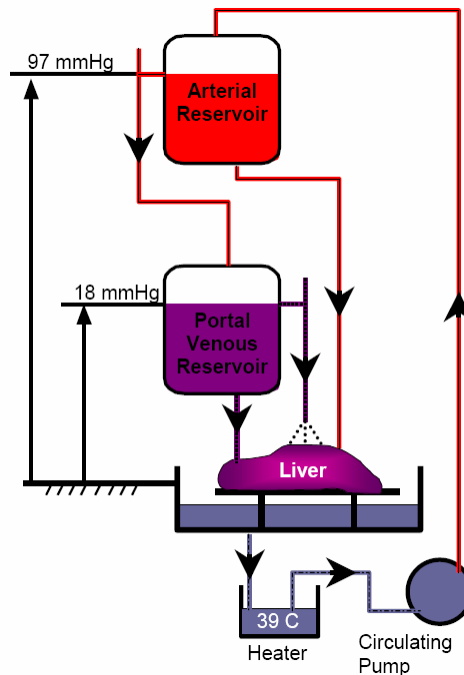 97 mmHg
Arterial
Reservoir
18 mmHg
Portal
Venous
Reservoir
Liver
39 C
Heater
Circulating
Pump